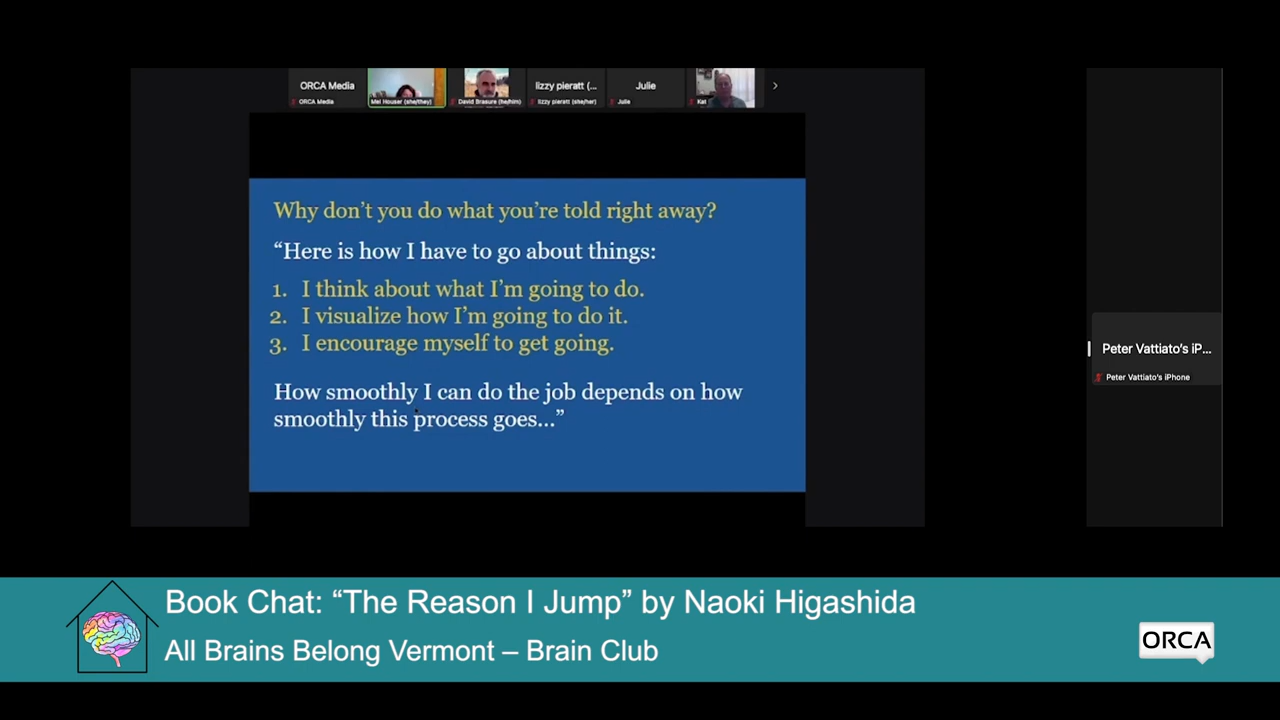 ORCA Media
lizzy pieratt (...
Julie
ORCA Media
Mel Houser (she/they)
David Brasure (he/him)
lizzy pieratt (she/her)
Julie
Kat
Why don’t you do what you’re told right away?
“Here is how I have to go about things:
1. I think about what I’m going to do.
2. I visualize how I’m going to do it.
3. I encourage myself to get going.
How smoothly I can do the job depends on how
smoothly this process goes...”
Peter Vattiato’s iP...
Peter Vattiato’s iPhone
Book Chat: “The Reason I Jump” by Naoki Higashida
All Brains Belong Vermont – Brain Club
ORCA